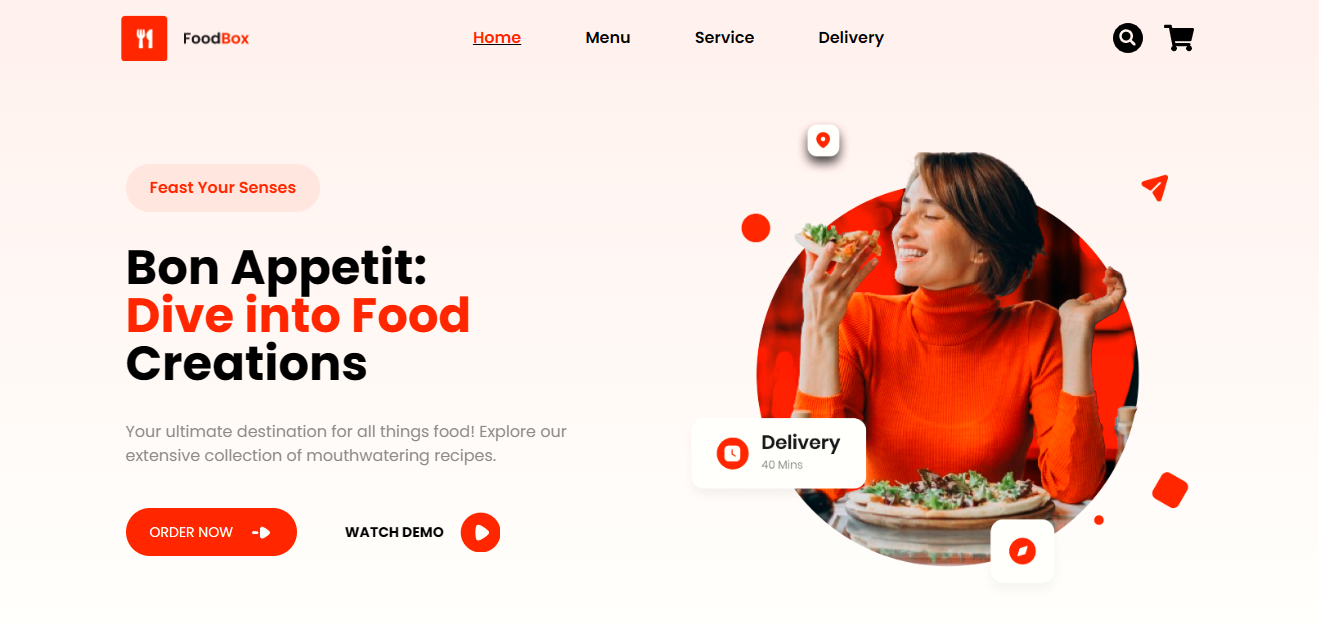 FoodBox
Home
Menu
Service
Delivery
Feast Your Senses
Bon Appetit:
Dive into Food
Creations
Your ultimate destination for all things food! Explore our
extensive collection of mouthwatering recipes.
ORDER NOW
WATCH DEMO
Delivery
40 Mins